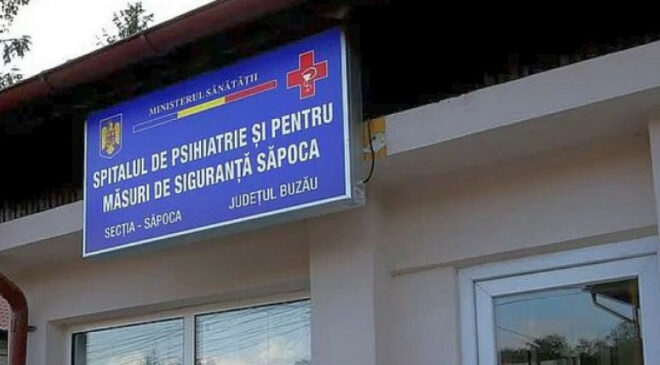 MINISTERUL SĂNĂTĂȚII
SPITALUL DE PSIHIATRIE ȘI PENTRU
MĂSURI DE SIGURANȚĂ SĂPOCA
SECȚIA - SĂPOCA JUDEȚUL BUZĂU